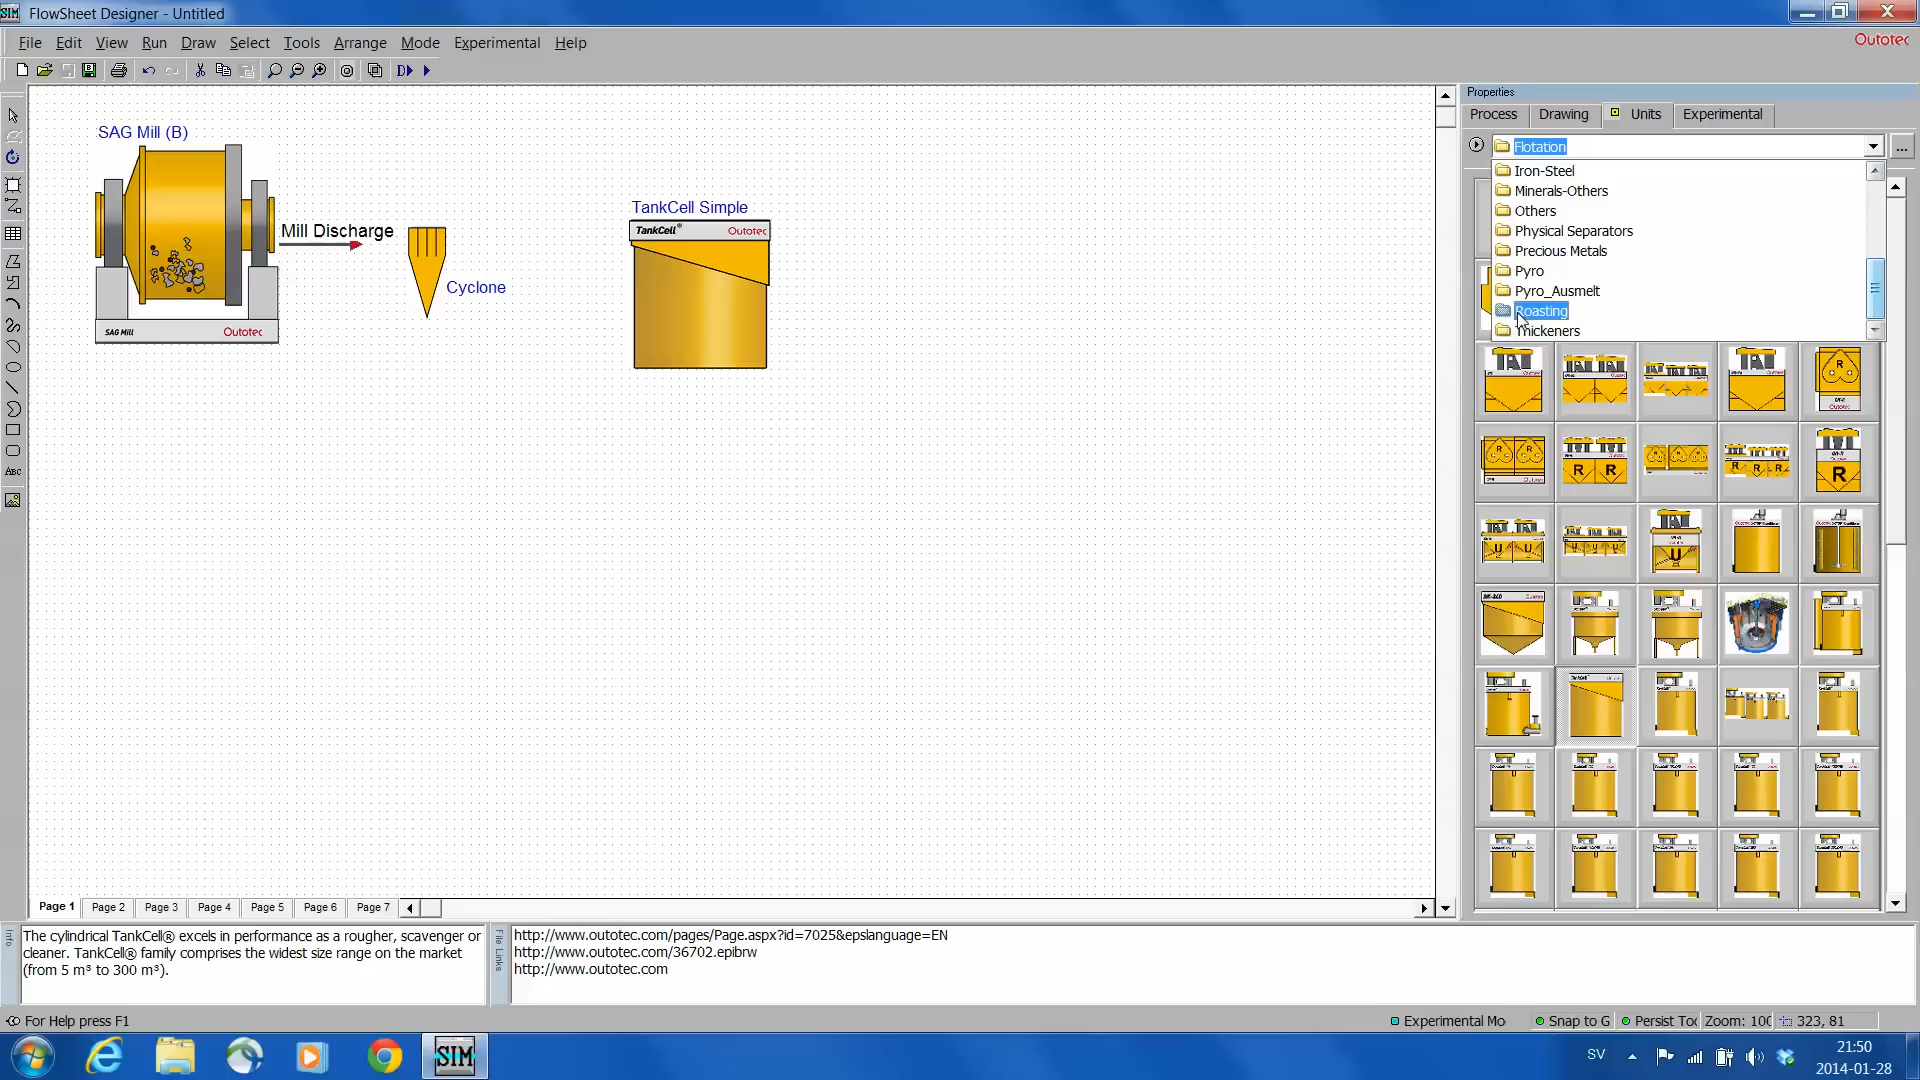 FlowSheet Designer - Untitled
File Edit View Run Draw Select Tools Arrange Mode Experimental Help
Outotec
Properties
Process Drawing Units Experimental
Flotation
...
Iron-Steel
Minerals-Others
Others
Physical Separators
Precious Metals
Pyro
Pyro_Ausmelt
Roasting
Thickeners
ABC
SAG Mill (B)
SAG Mill Outotec
Mill Discharge
Cyclone
TankCell Simple
TankCell® Outotec
Page 1 Page 2 Page 3 Page 4 Page 5 Page 6 Page 7
Info
The cylindrical TankCell® excels in performance as a rougher, scavenger or
cleaner. TankCell® family comprises the widest size range on the market
(from 5 m³ to 300 m³).
File Links
http://www.outotec.com/pages/Page.aspx?id=7025&epslanguage=EN
http://www.outotec.com/36702.epibrw
http://www.outotec.com
For Help press F1
Experimental Mo Snap to G Persist Too Zoom: 100 323, 81
SIM
SV
21:50
2014-01-28